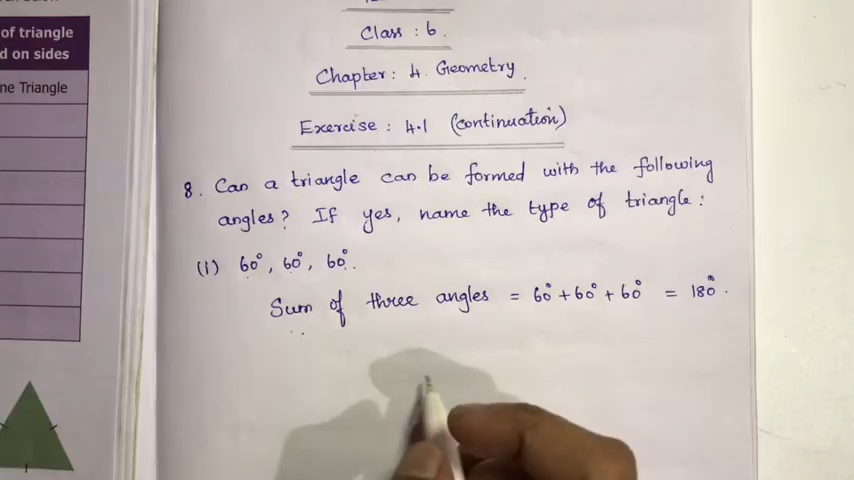 of triangle
d on sides
ne Triangle
Class : 6.
Chapter : 4. Geometry.
Exercise : 4.1 (continuation)
8. Can a triangle can be formed with the following
angles? If yes, name the type of triangle :
(i) 60°, 60°, 60°.
Sum of three angles = 60° + 60° + 60° = 180°.